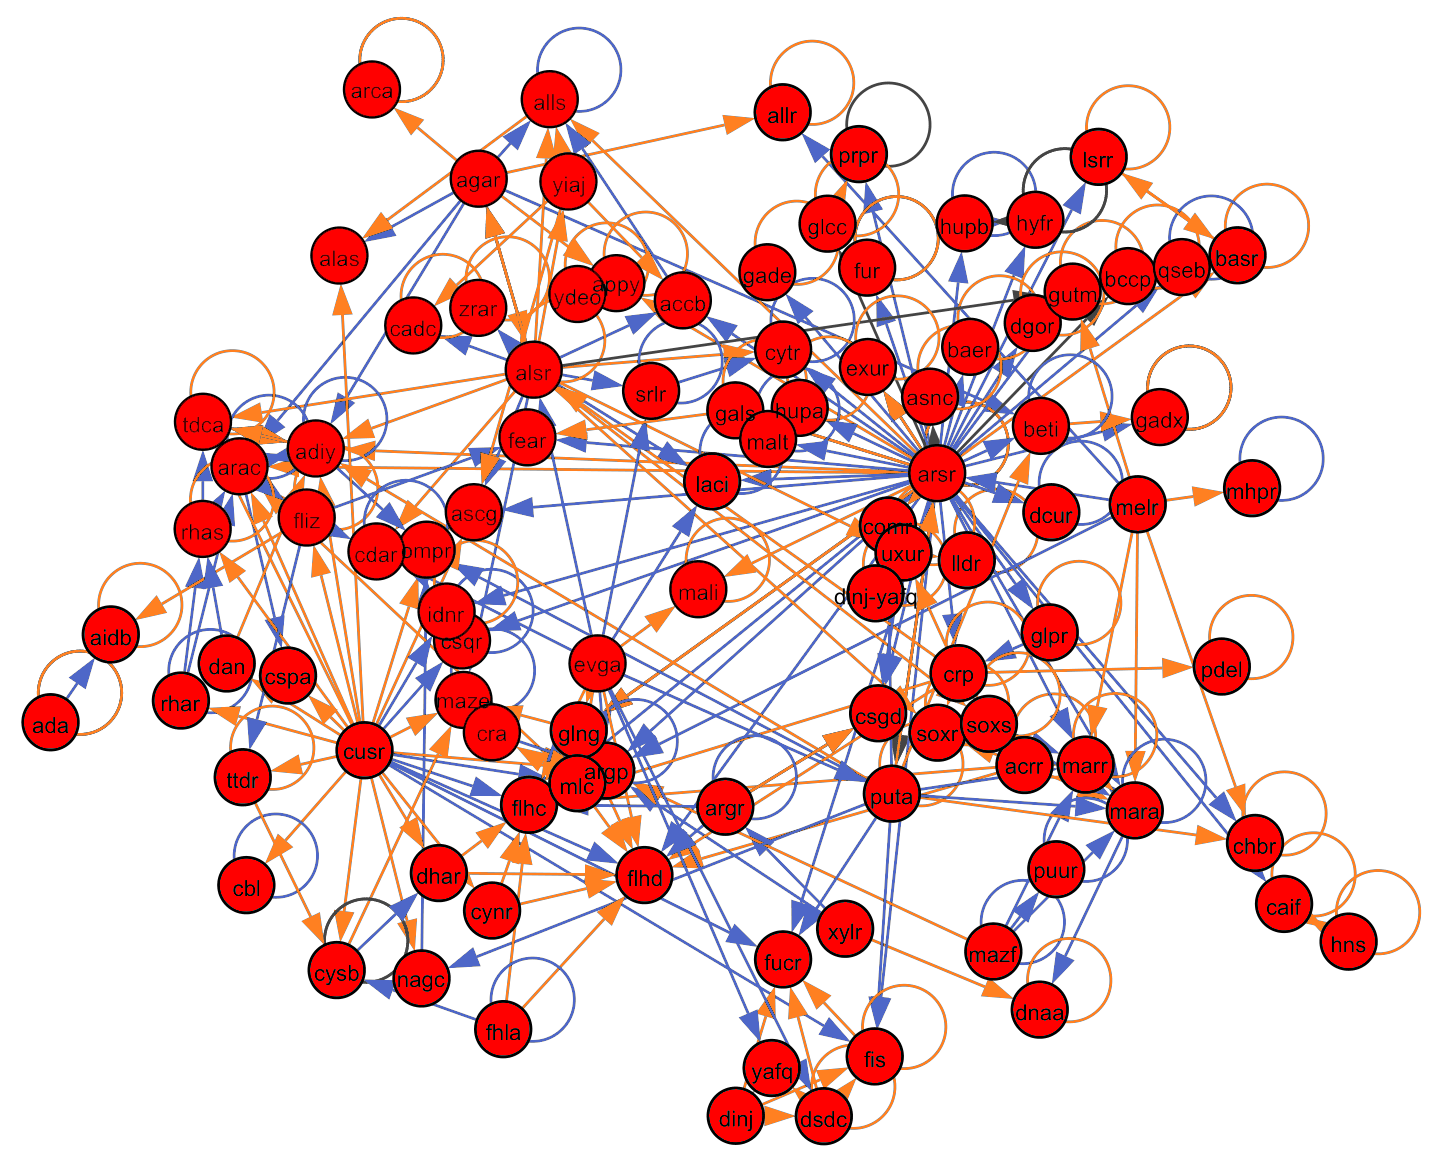 arca
alls
allr
prpr
lsrr
agar
yiaj
glcc
hupb
hyfr
alas
gade
fur
gutm
bccp
qseb
basr
cadc
zrar
ydeo
appy
accb
dgor
cytr
baer
alsr
srlr
exur
asnc
tdca
arac
adiy
fear
gals
hupa
malt
beti
gadx
laci
arsr
rhas
fliz
ascg
comr
dcur
melr
mhpr
cdar
ompr
uxur
lldr
mali
dinj-yafq
aidb
idnr
csqr
glpr
dan
cspa
evga
crp
pdel
ada
rhar
maze
cra
glng
csgd
soxr
soxs
cusr
ttdr
argp
mlc
flhc
argr
puta
acrr
marr
mara
cbl
dhar
cynr
flhd
puur
chbr
xylr
caif
cysb
nagc
fucr
mazf
hns
fhla
dnaa
yafq
fis
dinj
dsdc